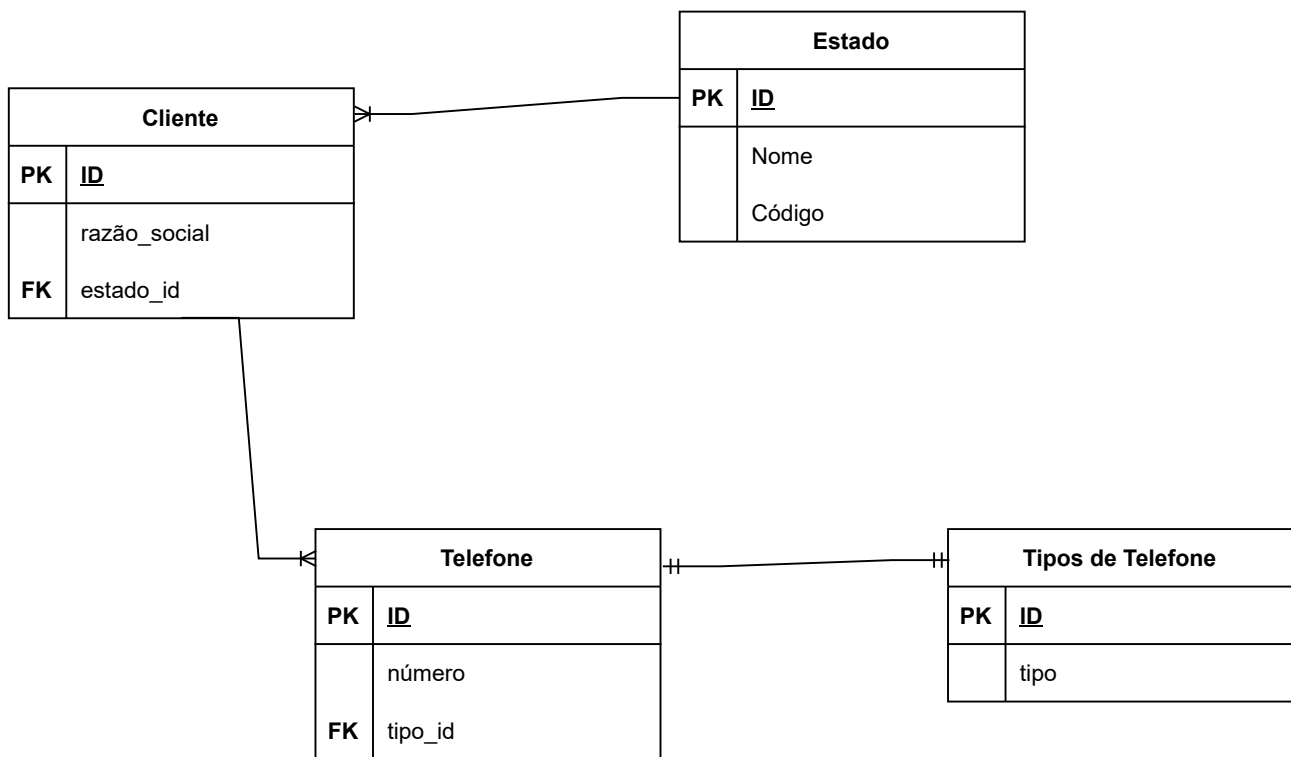 Estado
PK ID
Nome
Código
Cliente
PK ID
razão_social
FK estado_id
Telefone
PK ID
número
FK tipo_id
Tipos de Telefone
PK ID
tipo